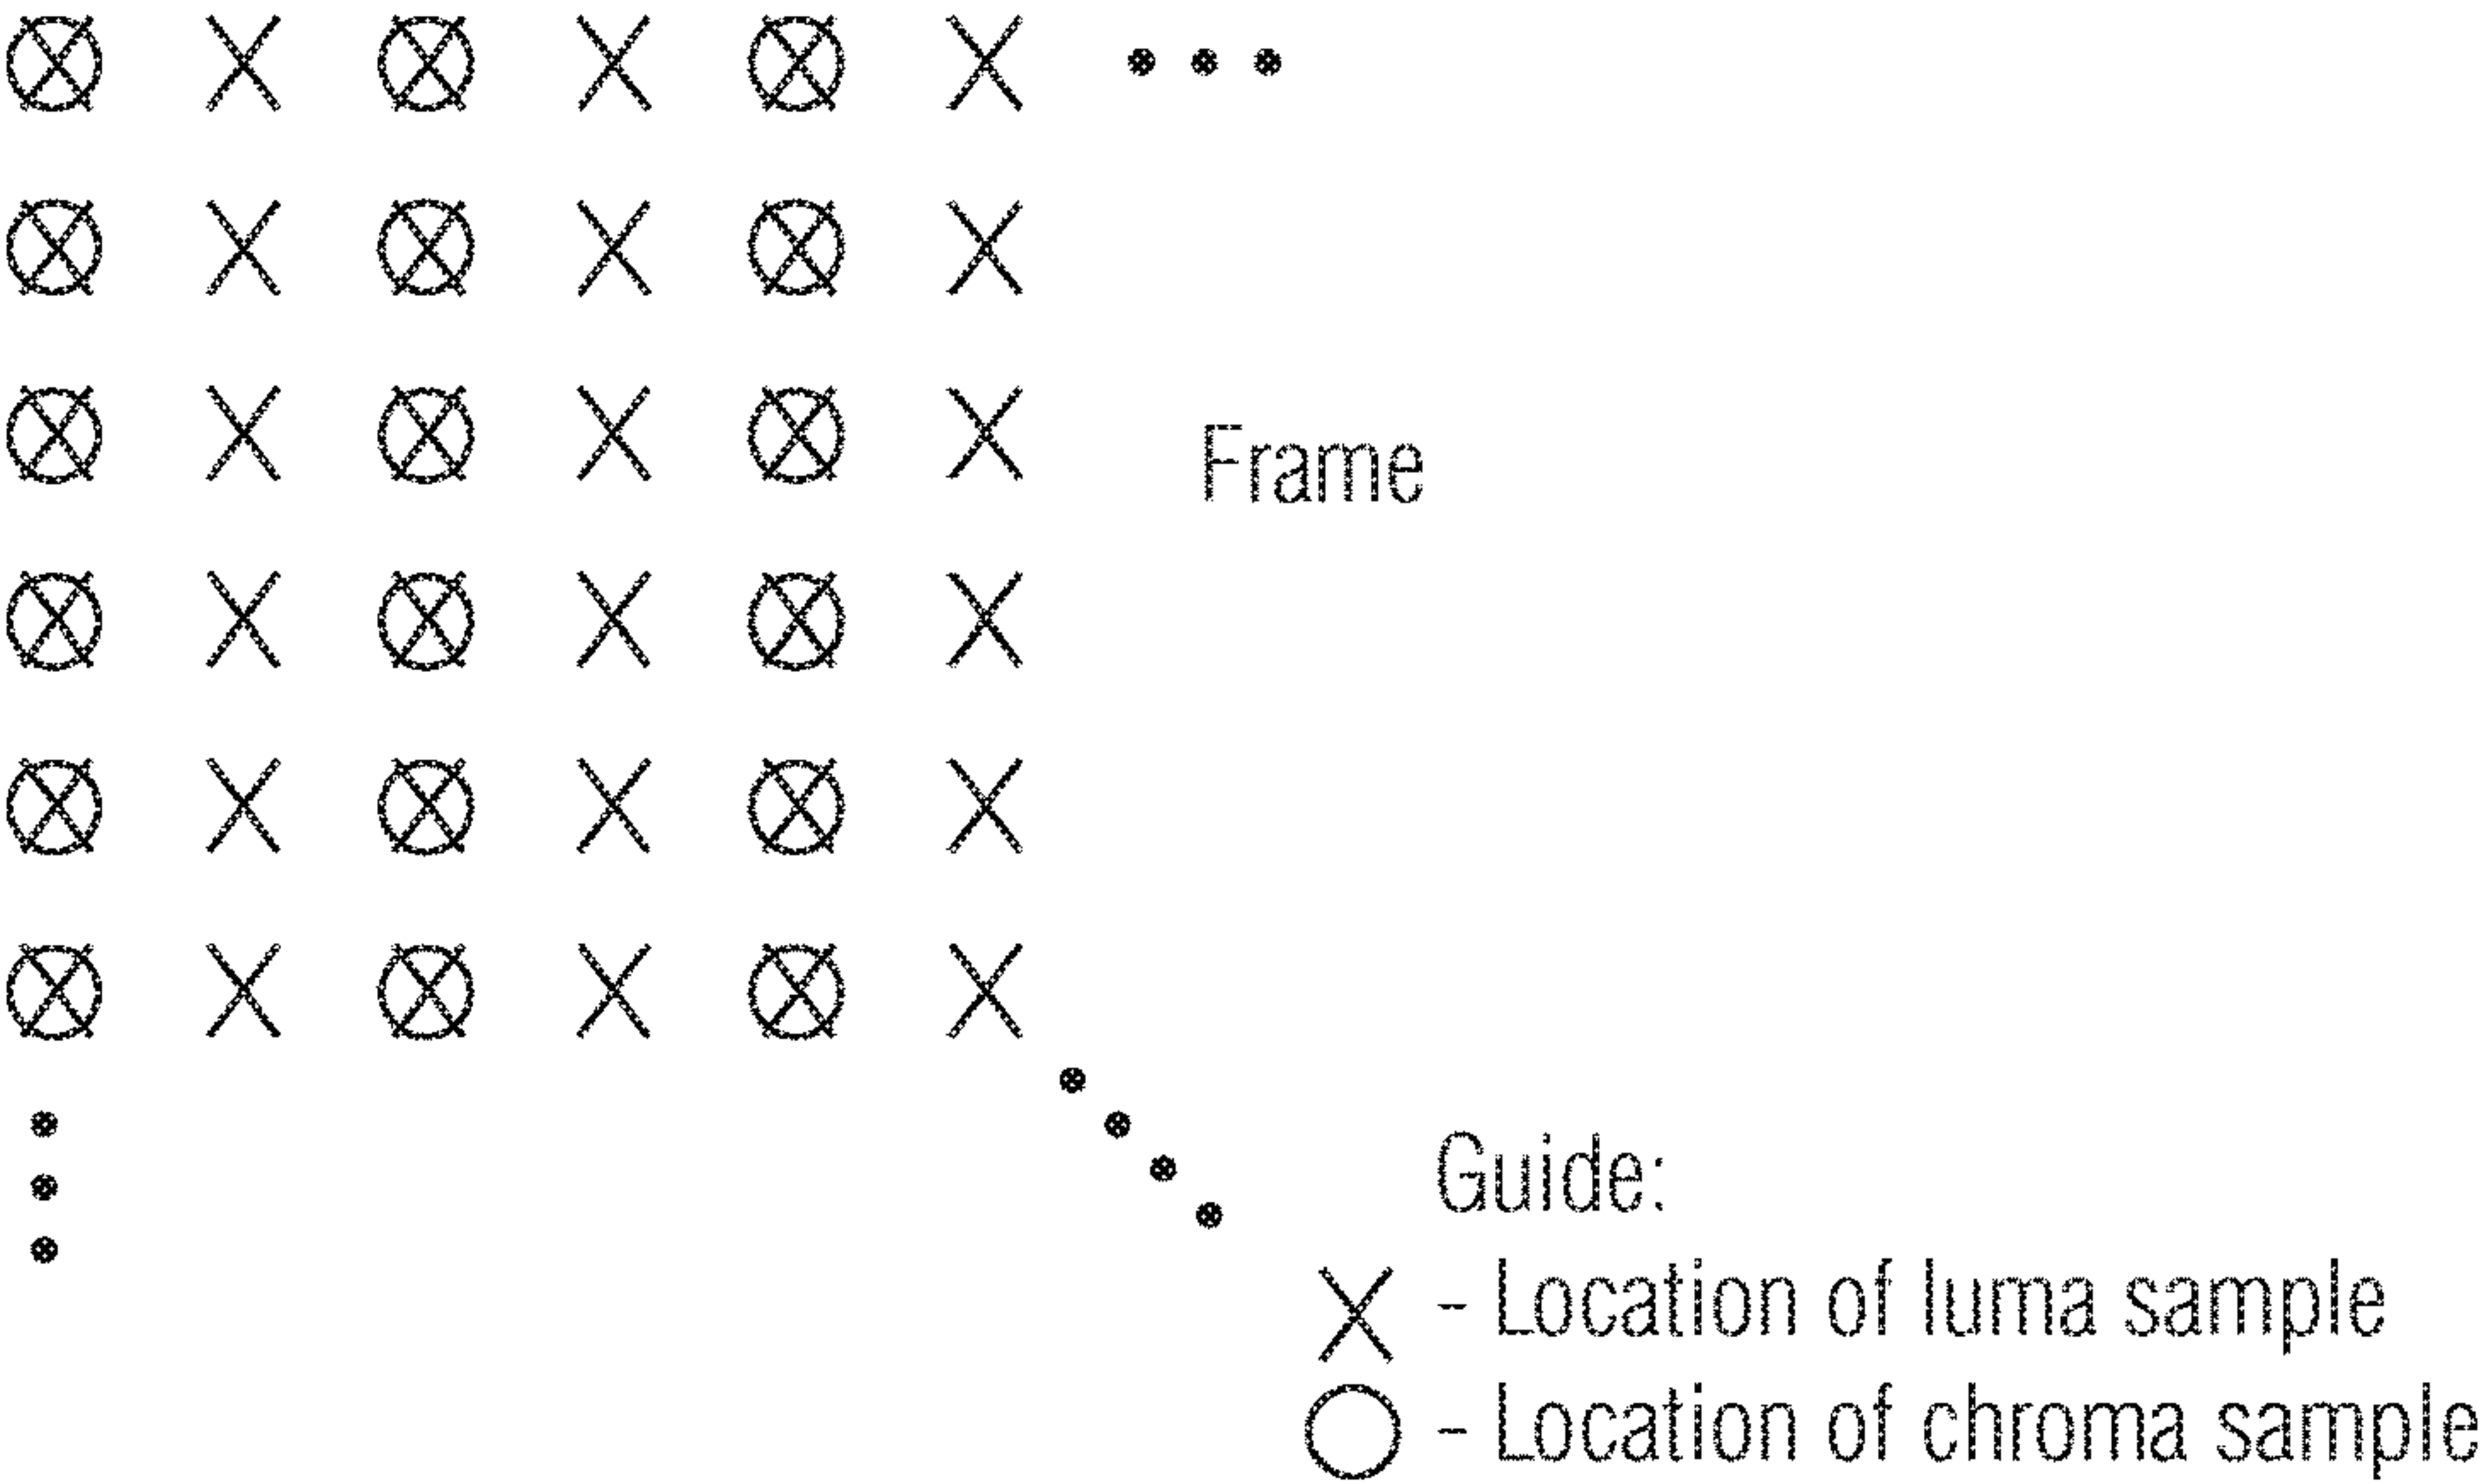 Frame
Guide:
X - Location of luma sample
O - Location of chroma sample